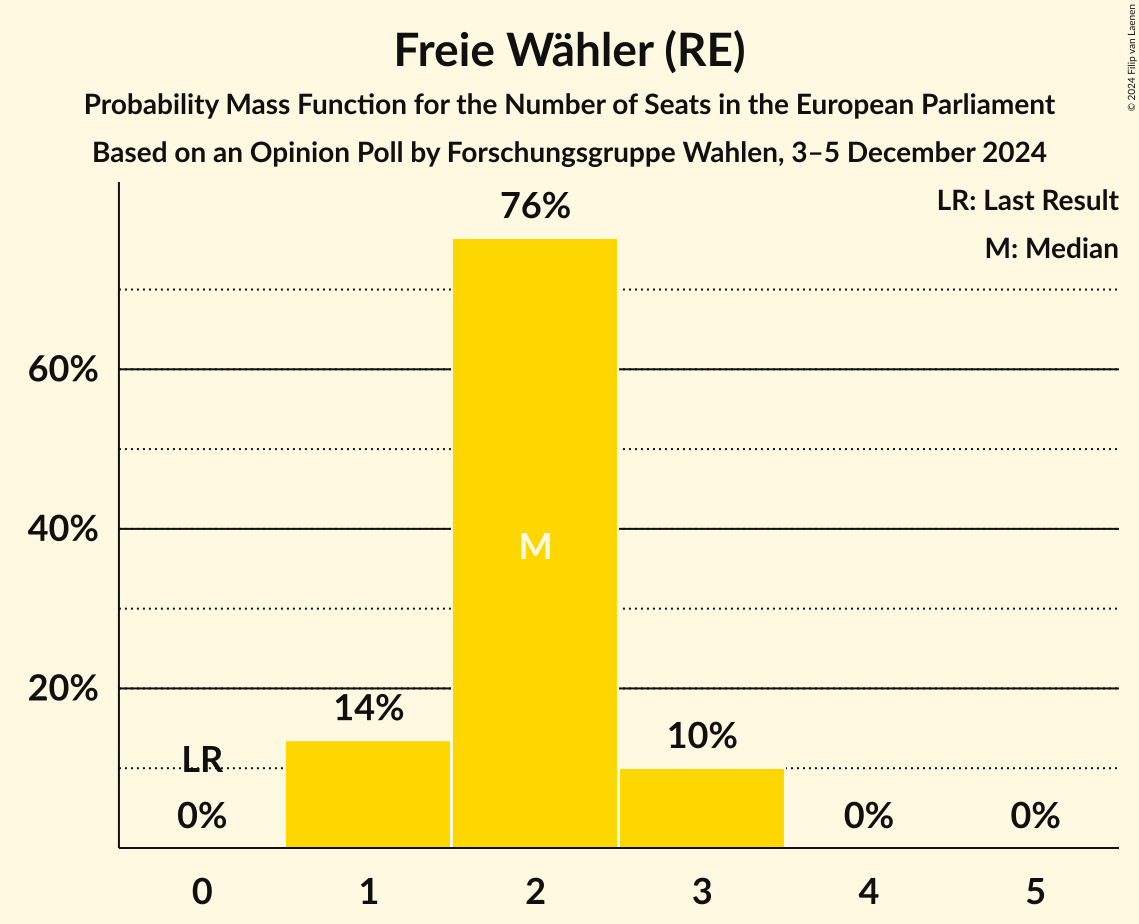 Freie Wähler (RE)
Probability Mass Function for the Number of Seats in the European Parliament
Based on an Opinion Poll by Forschungsgruppe Wahlen, 3–5 December 2024
© 2024 Filip van Laenen
LR: Last Result
M: Median
76%
60%
40%
M
20%
14%
10%
LR
0%
0%
0%
0
1
2
3
4
5